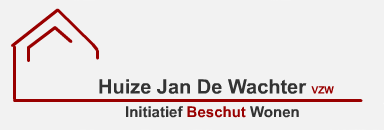 Huize Jan De Wachter VZW
Initiatief Beschut Wonen